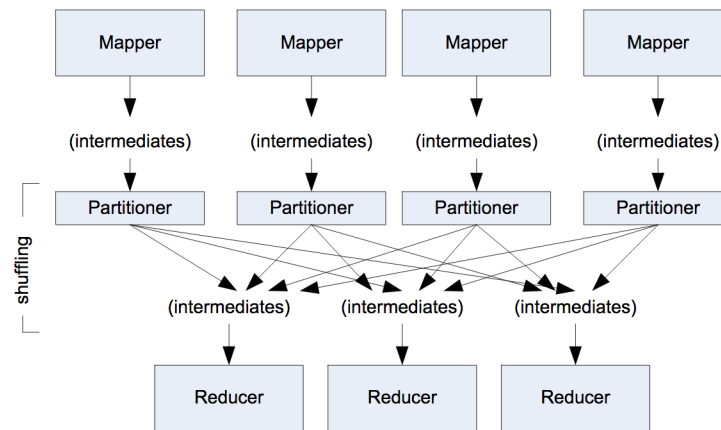 Mapper Mapper Mapper Mapper
(intermediates) (intermediates) (intermediates) (intermediates)
Partitioner Partitioner Partitioner Partitioner
shuffling
(intermediates) (intermediates) (intermediates)
Reducer Reducer Reducer